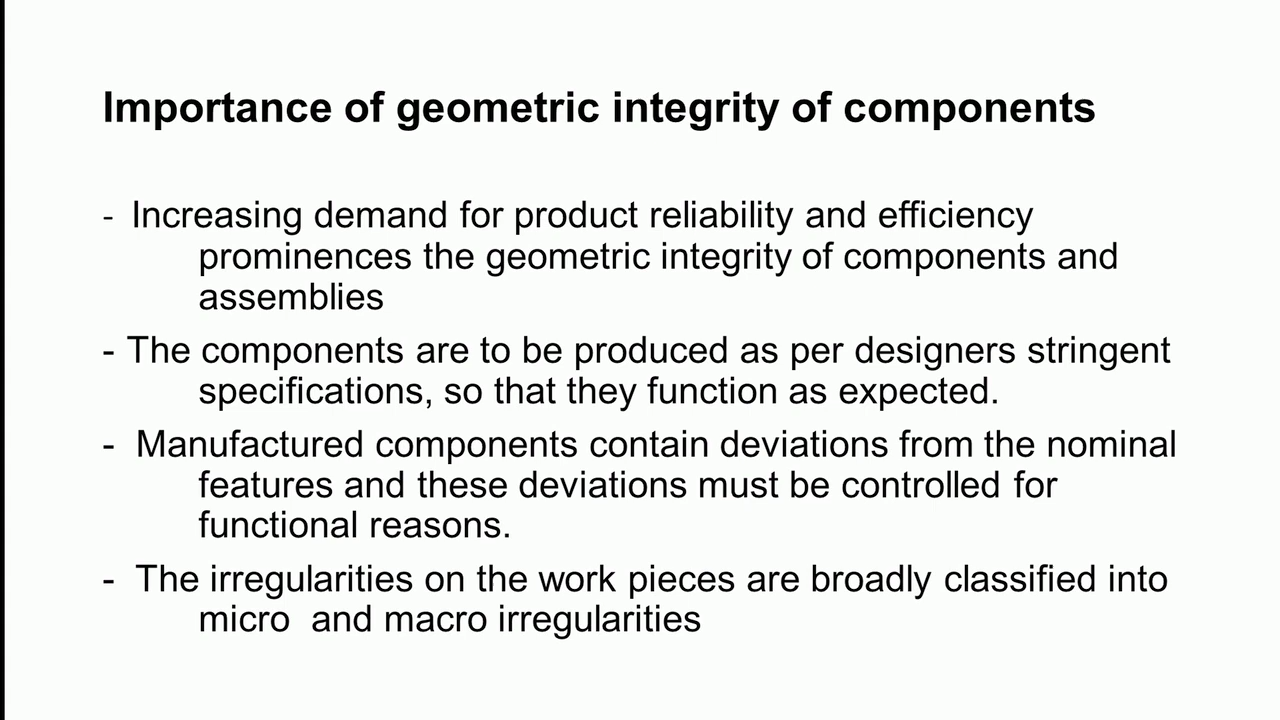 Importance of geometric integrity of components
- Increasing demand for product reliability and efficiency
prominences the geometric integrity of components and
assemblies
- The components are to be produced as per designers stringent
specifications, so that they function as expected.
- Manufactured components contain deviations from the nominal
features and these deviations must be controlled for
functional reasons.
- The irregularities on the work pieces are broadly classified into
micro  and macro irregularities